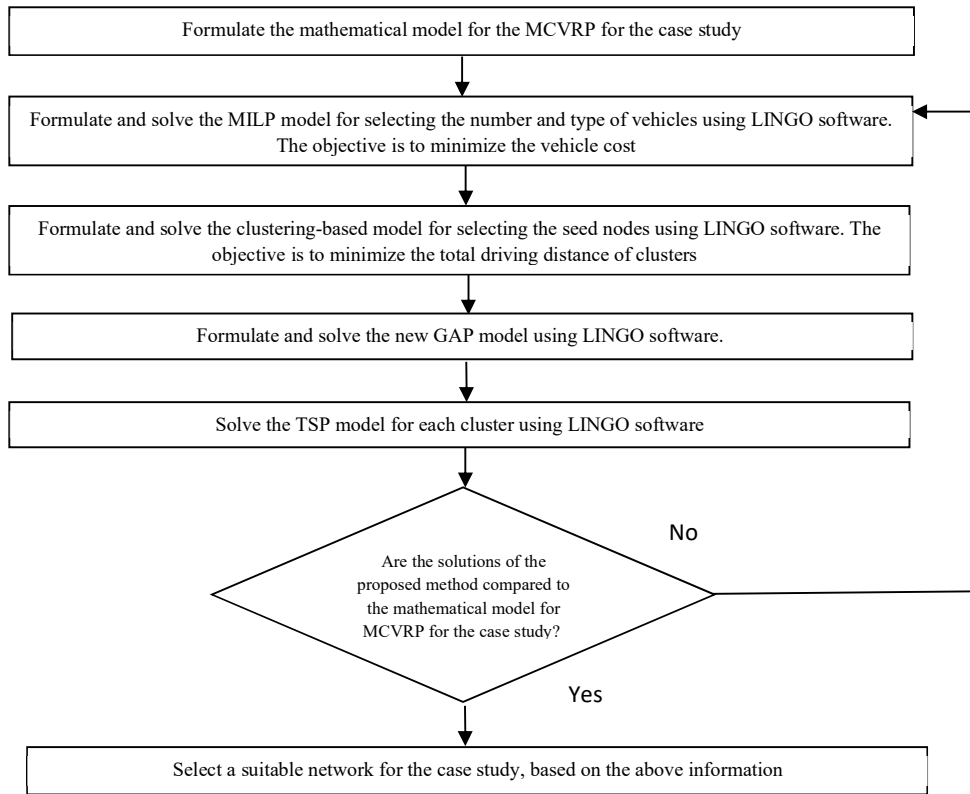 Formulate the mathematical model for the MCVRP for the case study
Formulate and solve the MILP model for selecting the number and type of vehicles using LINGO software.
The objective is to minimize the vehicle cost
Formulate and solve the clustering-based model for selecting the seed nodes using LINGO software. The
objective is to minimize the total driving distance of clusters
Formulate and solve the new GAP model using LINGO software.
Solve the TSP model for each cluster using LINGO software
No
Are the solutions of the
proposed method compared to
the mathematical model for
MCVRP for the case study?
Yes
Select a suitable network for the case study, based on the above information